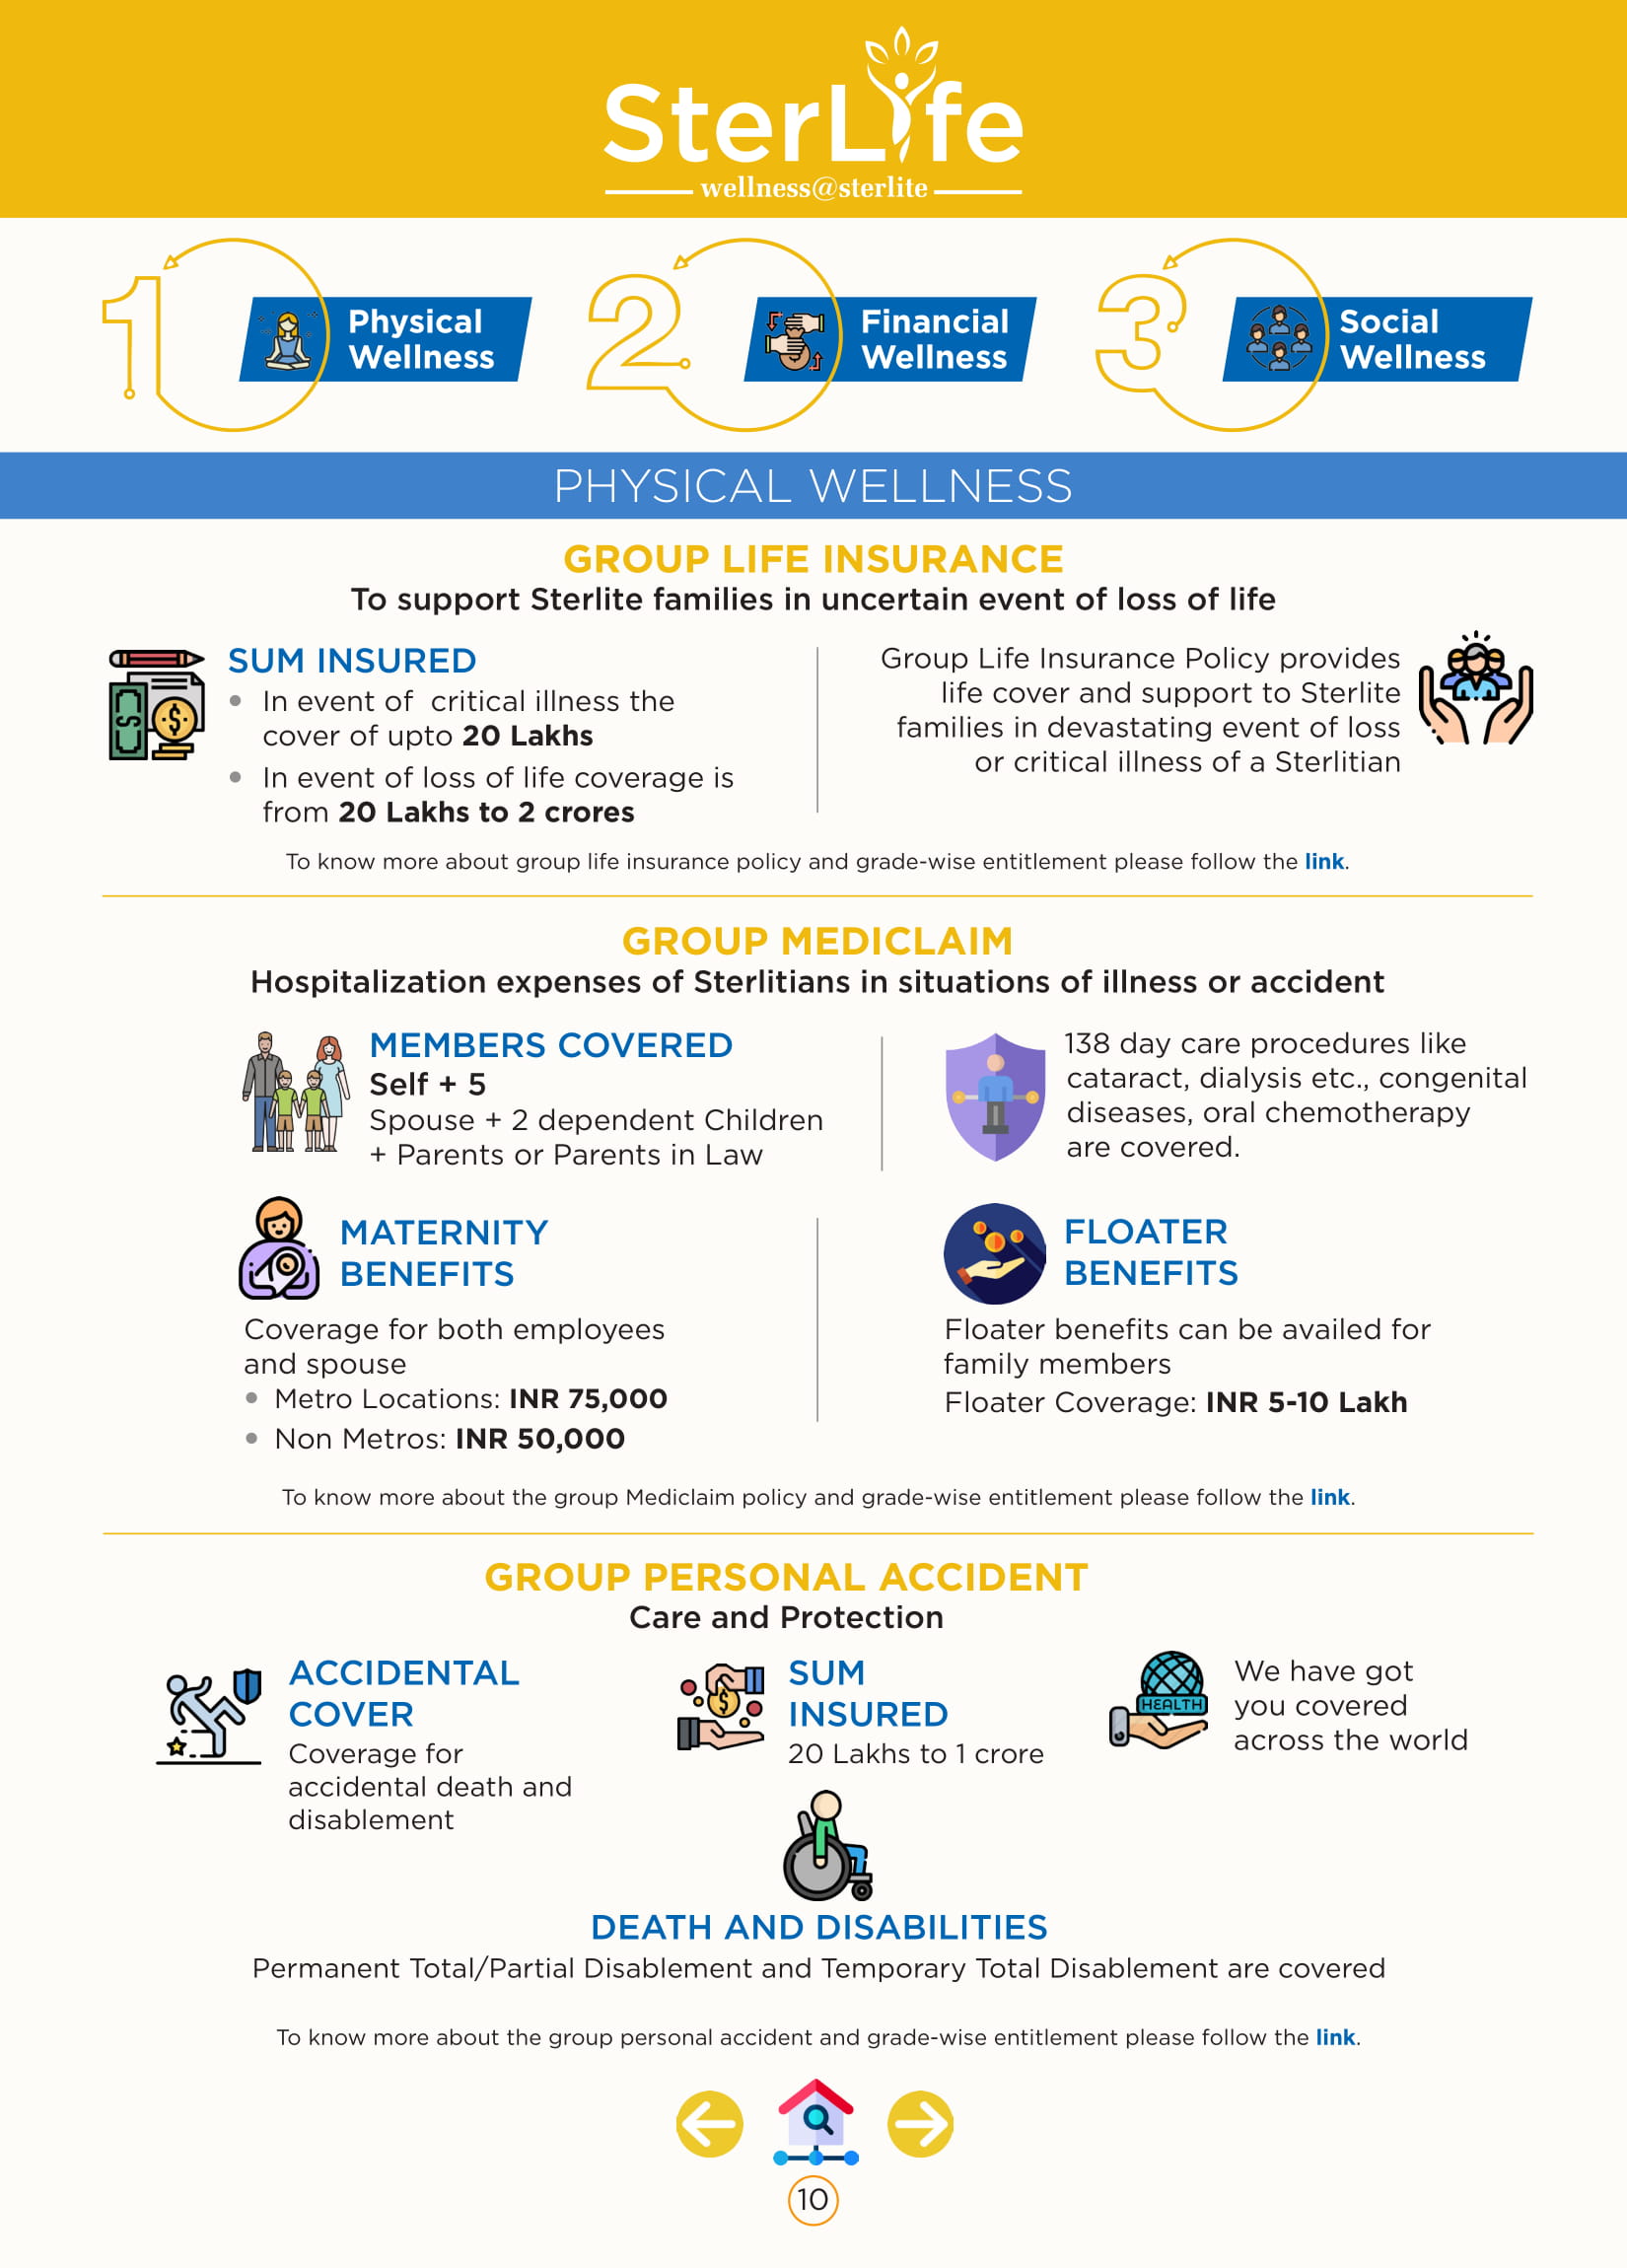 SterLife
wellness@sterlite
1
Physical
Wellness
2
Financial
Wellness
3
Social
Wellness
PHYSICAL WELLNESS
GROUP LIFE INSURANCE
To support Sterlite families in uncertain event of loss of life
SUM INSURED
• In event of critical illness the
cover of upto 20 Lakhs
• In event of loss of life coverage is
from 20 Lakhs to 2 crores
Group Life Insurance Policy provides
life cover and support to Sterlite
families in devastating event of loss
or critical illness of a Sterlitian
To know more about group life insurance policy and grade-wise entitlement please follow the link.
GROUP MEDICLAIM
Hospitalization expenses of Sterlitians in situations of illness or accident
MEMBERS COVERED
Self + 5
Spouse + 2 dependent Children
+ Parents or Parents in Law
138 day care procedures like
cataract, dialysis etc., congenital
diseases, oral chemotherapy
are covered.
MATERNITY
BENEFITS
Coverage for both employees
and spouse
• Metro Locations: INR 75,000
• Non Metros: INR 50,000
FLOATER
BENEFITS
Floater benefits can be availed for
family members
Floater Coverage: INR 5-10 Lakh
To know more about the group Mediclaim policy and grade-wise entitlement please follow the link.
GROUP PERSONAL ACCIDENT
Care and Protection
ACCIDENTAL
COVER
Coverage for
accidental death and
disablement
SUM
INSURED
20 Lakhs to 1 crore
HEALTH
We have got
you covered
across the world
DEATH AND DISABILITIES
Permanent Total/Partial Disablement and Temporary Total Disablement are covered
To know more about the group personal accident and grade-wise entitlement please follow the link.
10